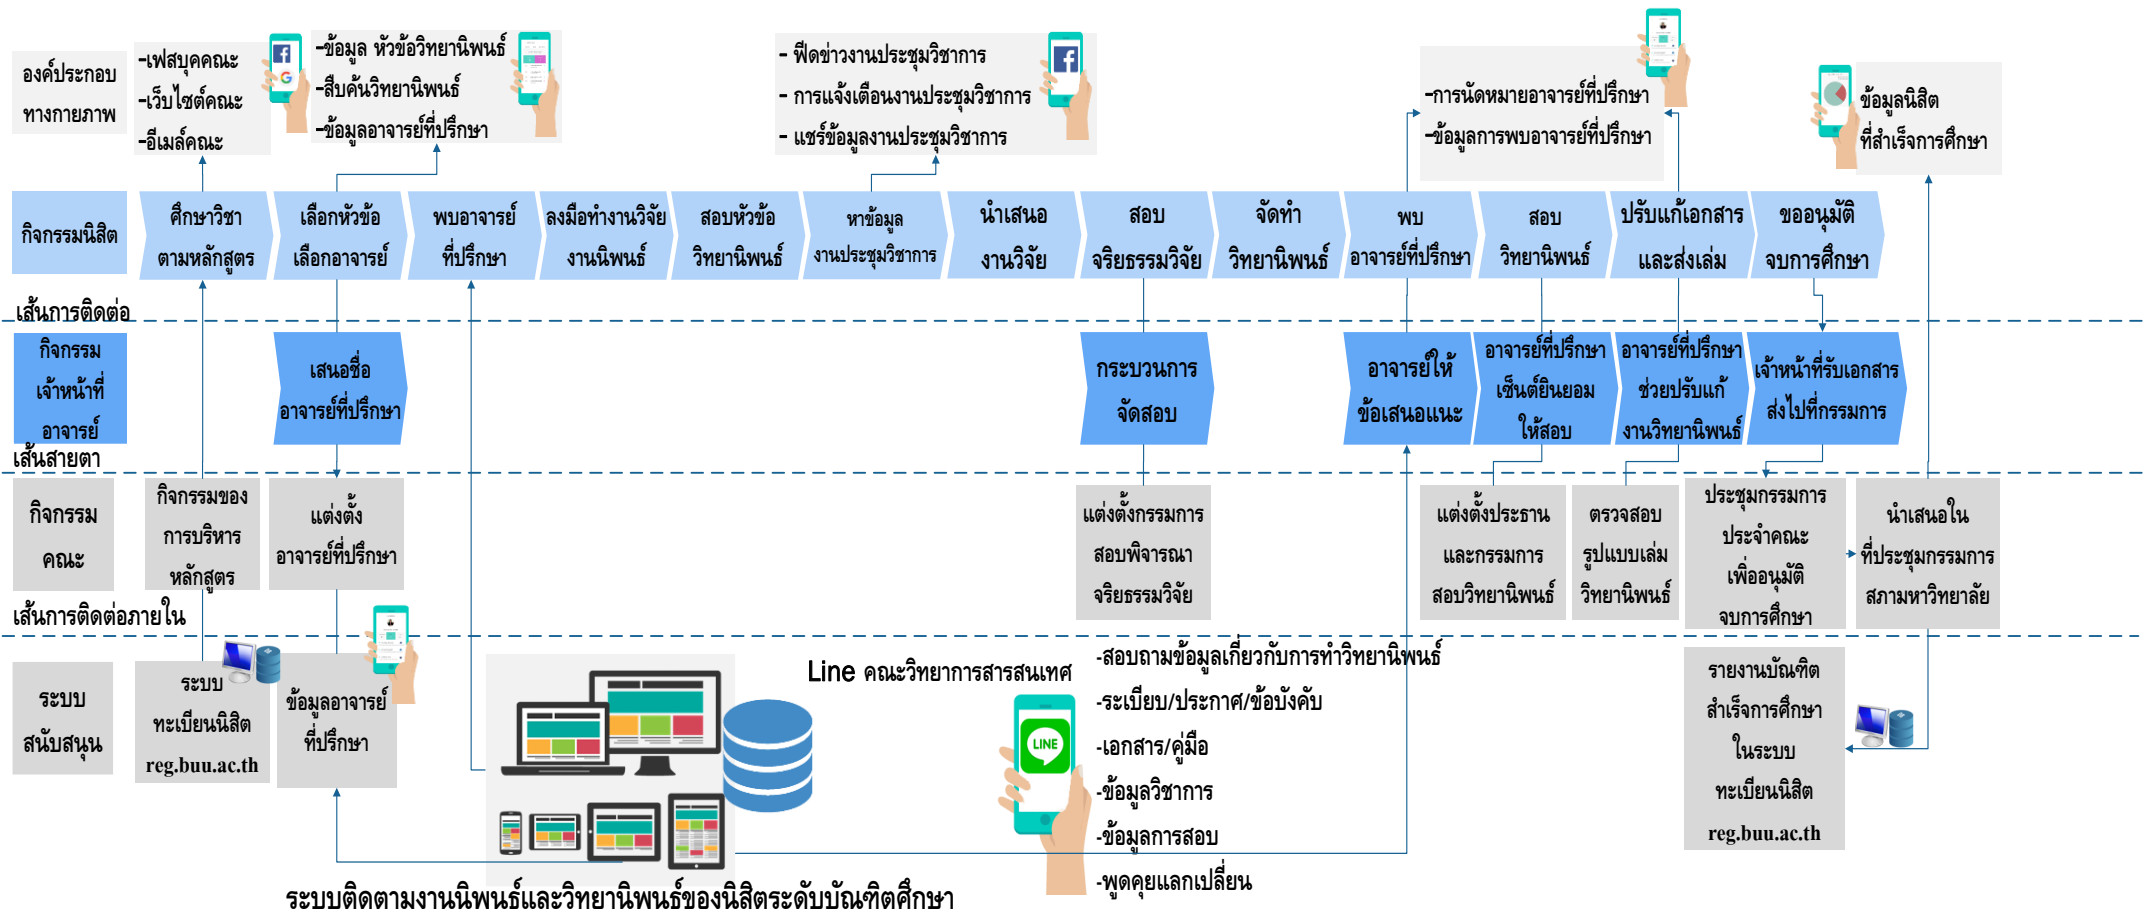 องค์ประกอบ
ทางกายภาพ
-เฟสบุคคณะ
-เว็บไซต์คณะ
-อีเมล์คณะ
-ข้อมูล หัวข้อวิทยานิพนธ์
-สืบค้นวิทยานิพนธ์
-ข้อมูลอาจารย์ที่ปรึกษา
- ฟีดข่าวงานประชุมวิชาการ
- การแจ้งเตือนงานประชุมวิชาการ
- แชร์ข้อมูลงานประชุมวิชาการ
-การนัดหมายอาจารย์ที่ปรึกษา
-ข้อมูลการพบอาจารย์ที่ปรึกษา
ข้อมูลนิสิต
ที่สำเร็จการศึกษา
กิจกรรมนิสิต
ศึกษาวิชา
ตามหลักสูตร
เลือกหัวข้อ
เลือกอาจารย์
พบอาจารย์
ที่ปรึกษา
ลงมือทำงานวิจัย
งานนิพนธ์
สอบหัวข้อ
วิทยานิพนธ์
หาข้อมูล
งานประชุมวิชาการ
นำเสนอ
งานวิจัย
สอบ
จริยธรรมวิจัย
จัดทำ
วิทยานิพนธ์
พบ
อาจารย์ที่ปรึกษา
สอบ
วิทยานิพนธ์
ปรับแก้เอกสาร
และส่งเล่ม
ขออนุมัติ
จบการศึกษา
เส้นการติดต่อ
กิจกรรม
เจ้าหน้าที่
อาจารย์
เสนอชื่อ
อาจารย์ที่ปรึกษา
กระบวนการ
จัดสอบ
อาจารย์ให้
ข้อเสนอแนะ
อาจารย์ที่ปรึกษา
เซ็นต์ยินยอม
ให้สอบ
อาจารย์ที่ปรึกษา
ช่วยปรับแก้
งานวิทยานิพนธ์
เจ้าหน้าที่รับเอกสาร
ส่งไปที่กรรมการ
เส้นสายตา
กิจกรรม
คณะ
กิจกรรมของ
การบริหาร
หลักสูตร
แต่งตั้ง
อาจารย์ที่ปรึกษา
แต่งตั้งกรรมการ
สอบพิจารณา
จริยธรรมวิจัย
แต่งตั้งประธาน
และกรรมการ
สอบวิทยานิพนธ์
ตรวจสอบ
รูปแบบเล่ม
วิทยานิพนธ์
ประชุมกรรมการ
ประจำคณะ
เพื่ออนุมัติ
จบการศึกษา
นำเสนอใน
ที่ประชุมกรรมการ
สภามหาวิทยาลัย
เส้นการติดต่อภายใน
ระบบ
สนับสนุน
ระบบ
ทะเบียนนิสิต
reg.buu.ac.th
ข้อมูลอาจารย์
ที่ปรึกษา
Line คณะวิทยาการสารสนเทศ
LINE
-สอบถามข้อมูลเกี่ยวกับการทำวิทยานิพนธ์
-ระเบียบ/ประกาศ/ข้อบังคับ
-เอกสาร/คู่มือ
-ข้อมูลวิชาการ
-ข้อมูลการสอบ
-พูดคุยแลกเปลี่ยน
รายงานบัณฑิต
สำเร็จการศึกษา
ในระบบ
ทะเบียนนิสิต
reg.buu.ac.th
ระบบติดตามงานนิพนธ์และวิทยานิพนธ์ของนิสิตระดับบัณฑิตศึกษา